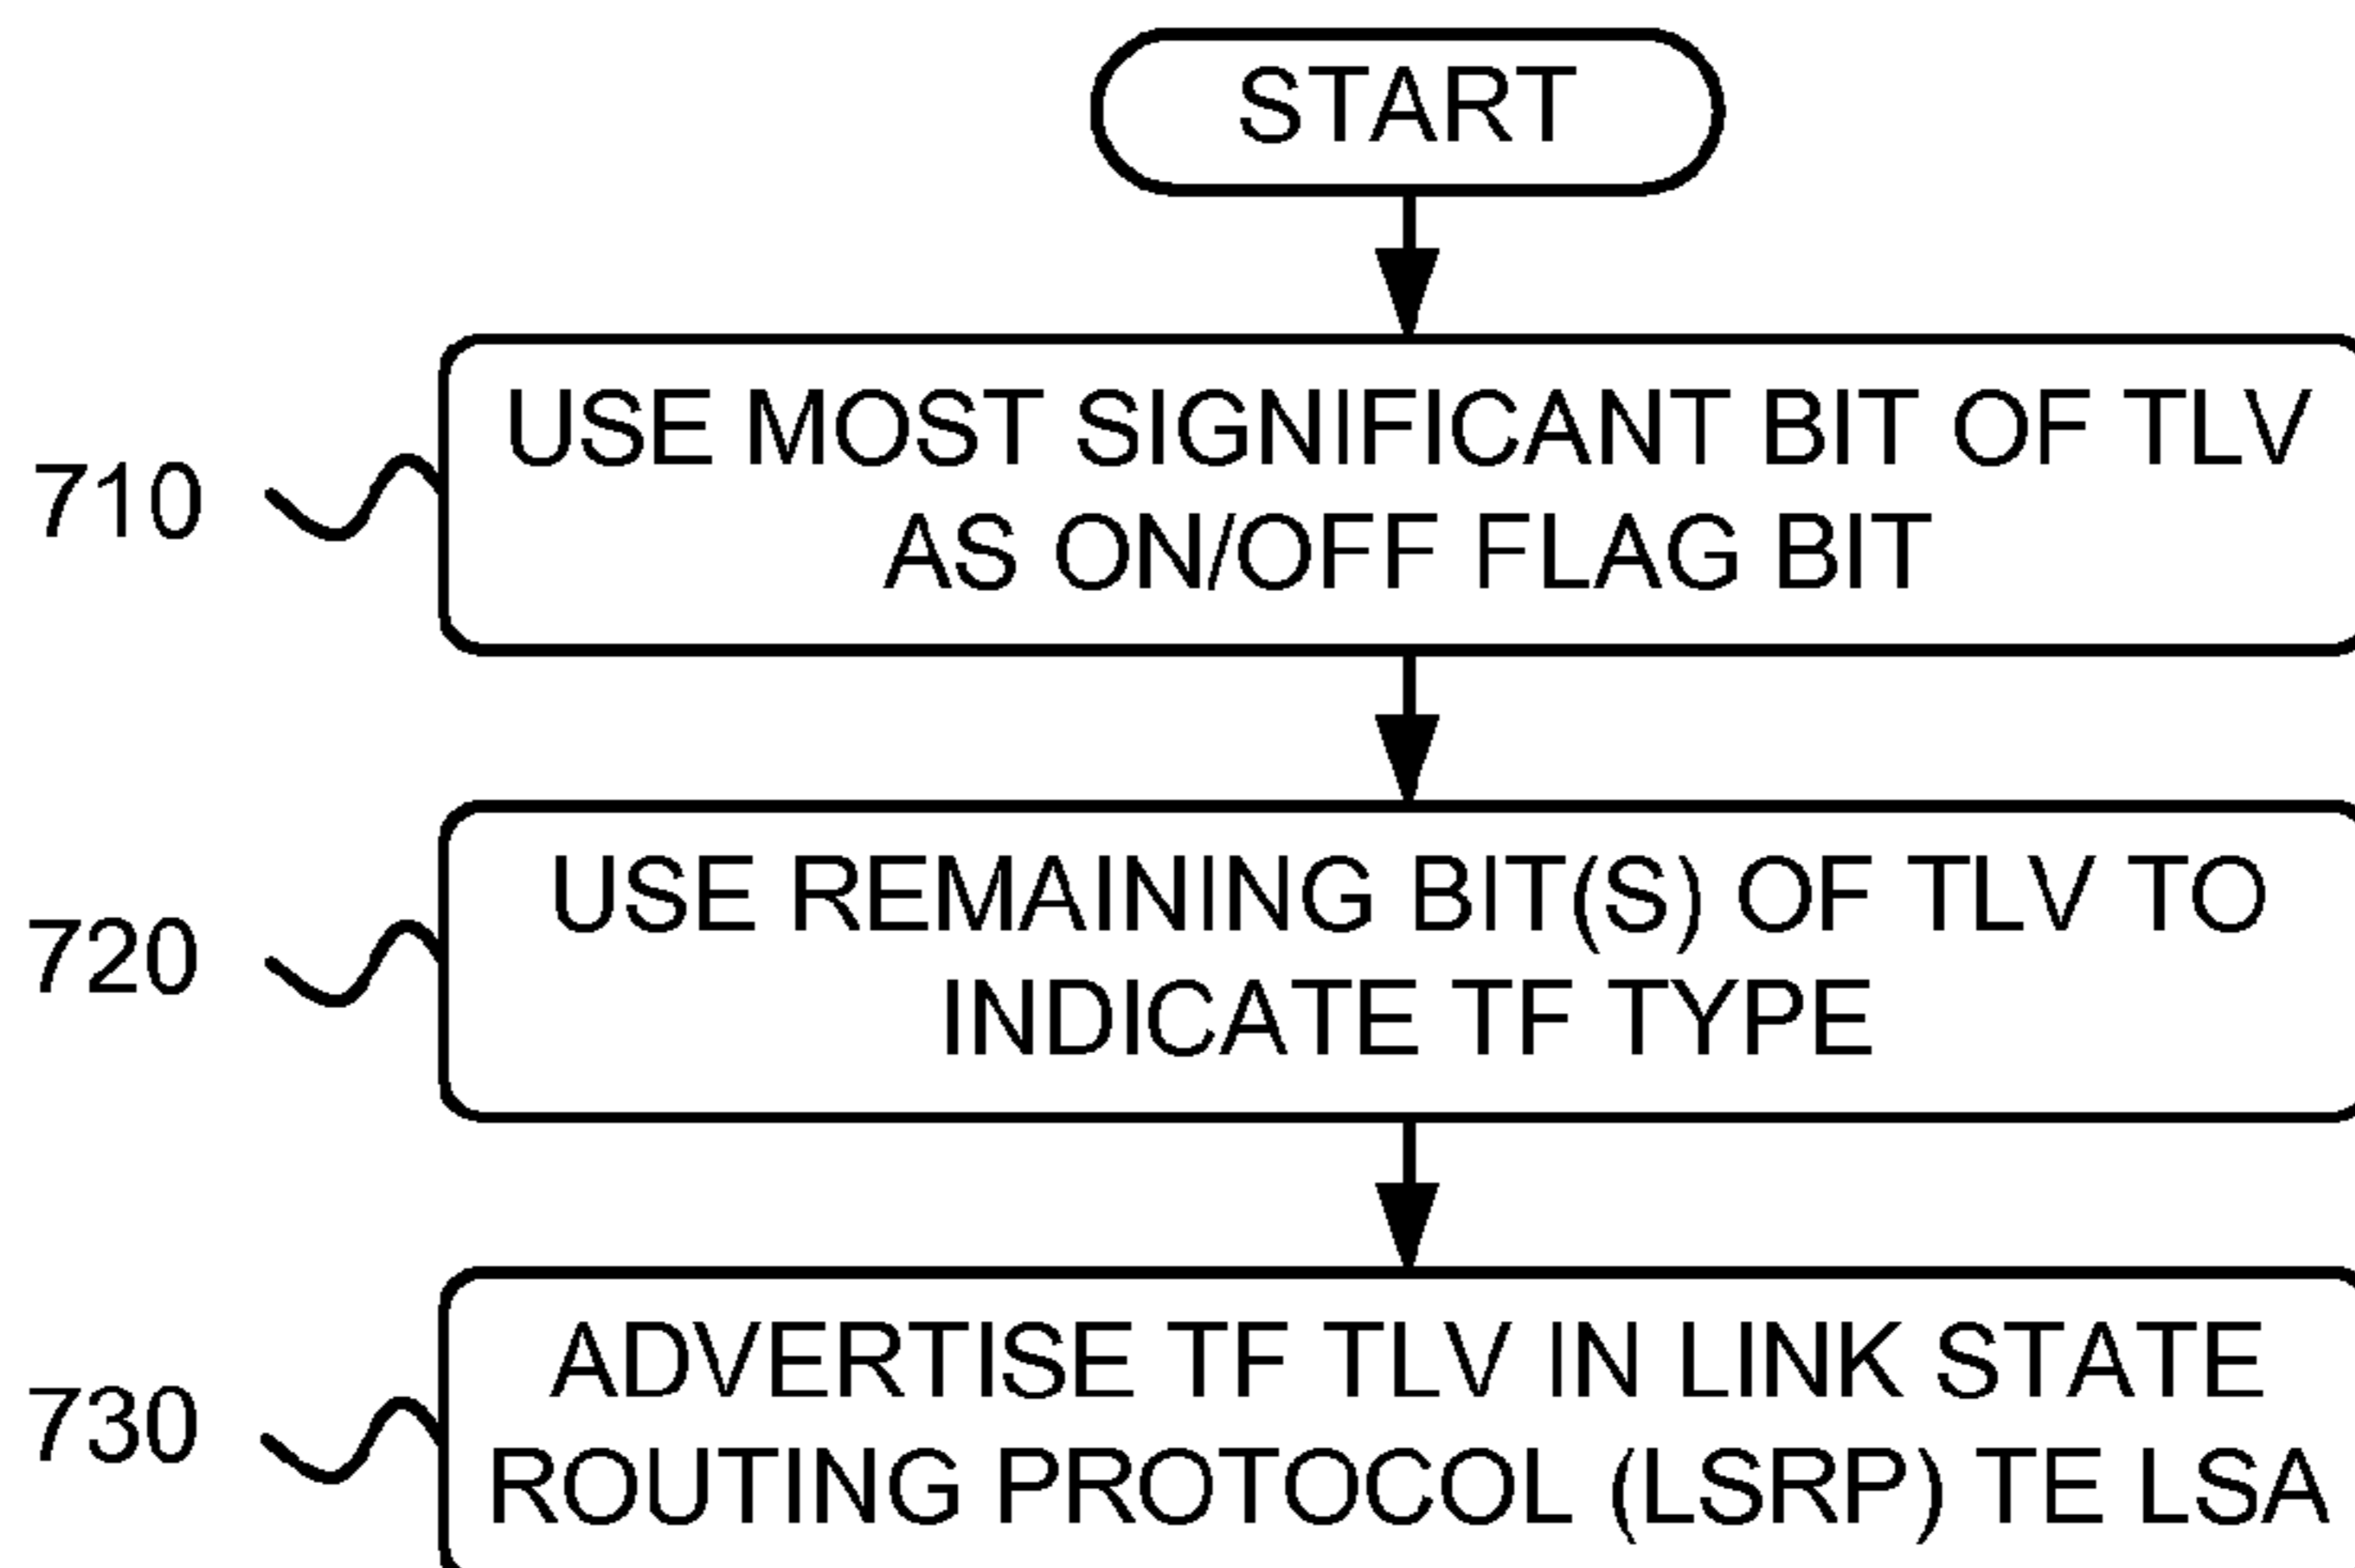 START
710
USE MOST SIGNIFICANT BIT OF TLV
AS ON/OFF FLAG BIT
720
USE REMAINING BIT(S) OF TLV TO
INDICATE TF TYPE
730
ADVERTISE TF TLV IN LINK STATE
ROUTING PROTOCOL (LSRP) TE LSA